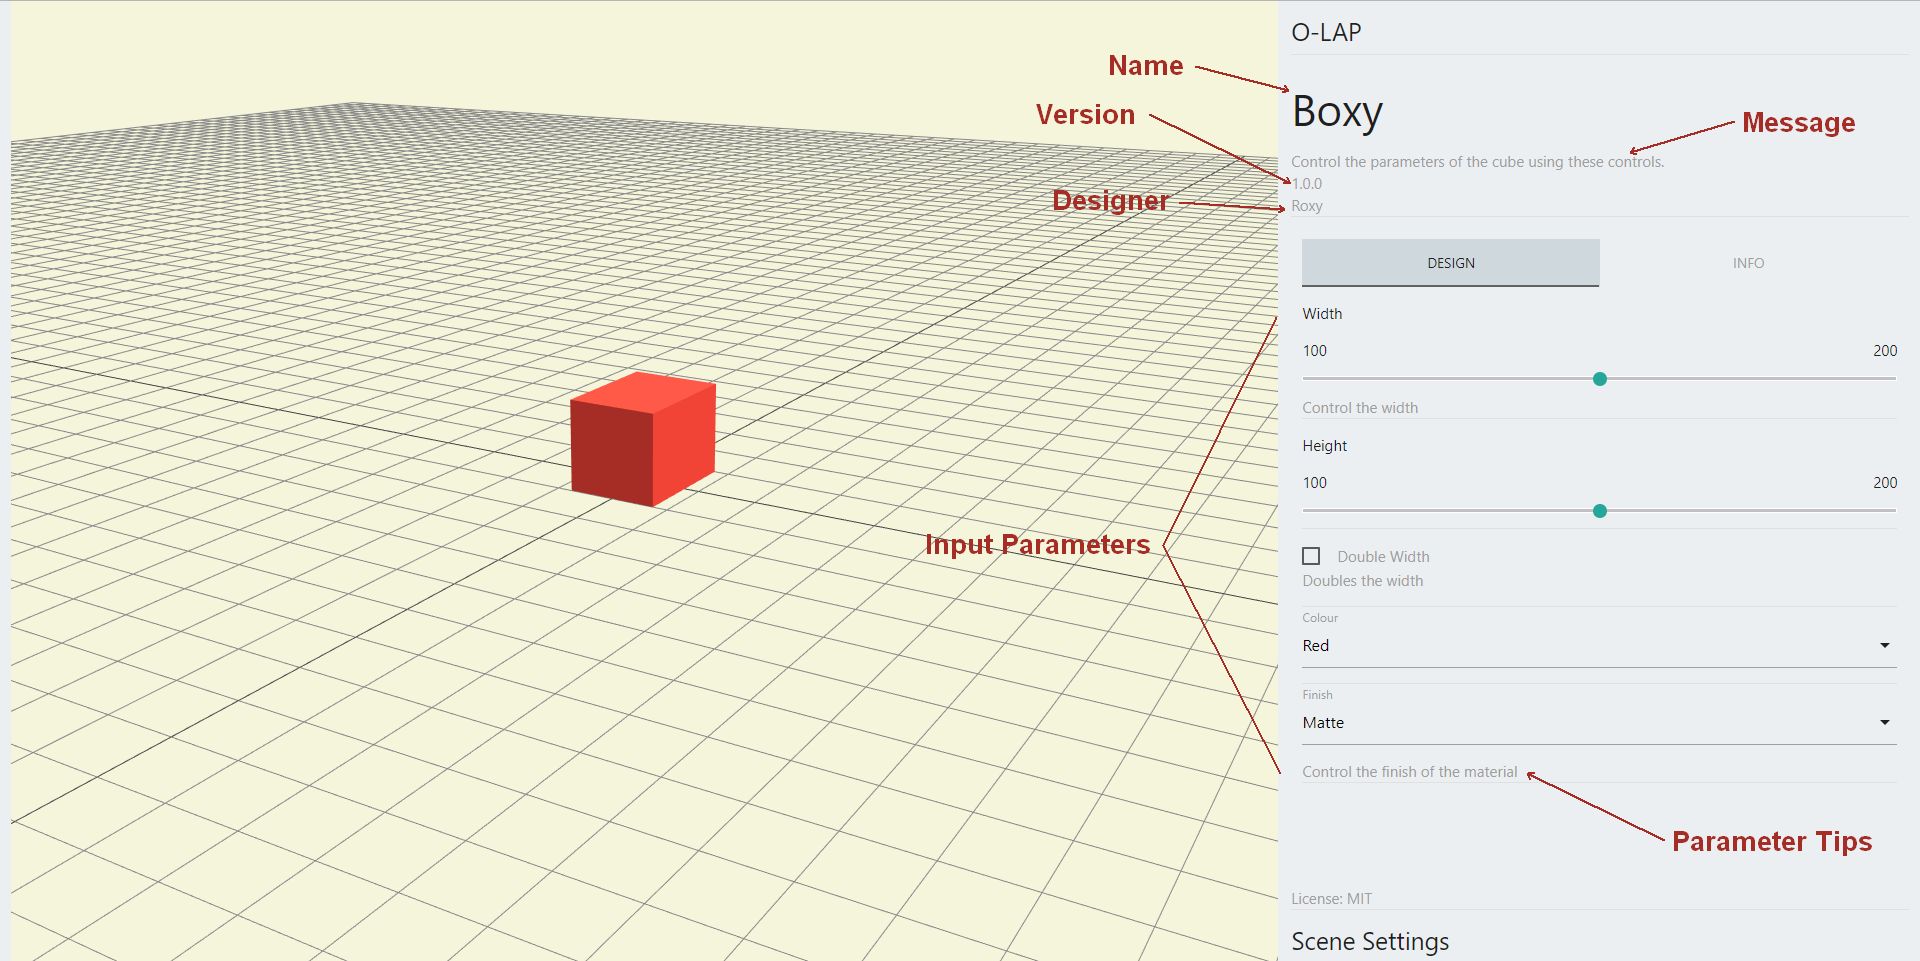 O-LAP
Name
Boxy
Version
Message
Control the parameters of the cube using these controls.
1.0.0
Designer
Roxy
DESIGN INFO
Width
100 200
Control the width
Height
100 200
Input Parameters
Double Width
Doubles the width
Colour
Red
Finish
Matte
Control the finish of the material
Parameter Tips
License: MIT
Scene Settings